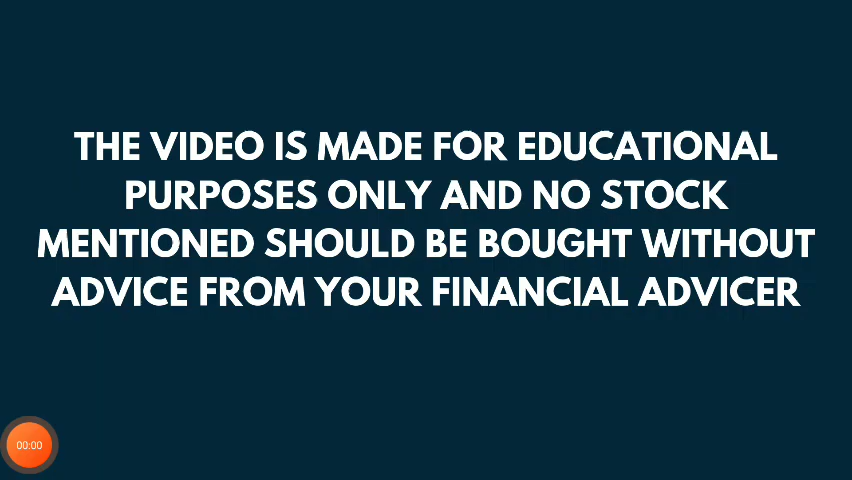 THE VIDEO IS MADE FOR EDUCATIONAL
PURPOSES ONLY AND NO STOCK
MENTIONED SHOULD BE BOUGHT WITHOUT
ADVICE FROM YOUR FINANCIAL ADVICER
00:00